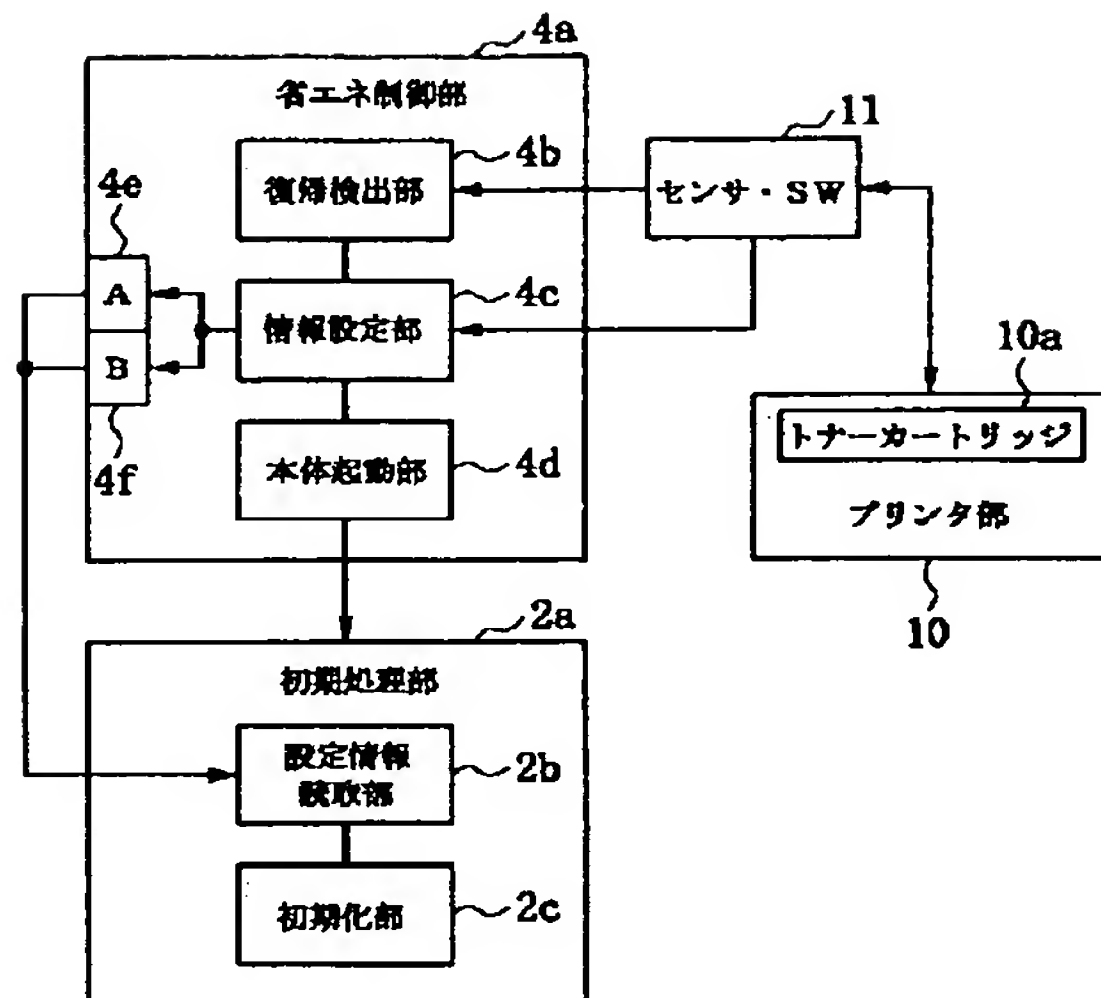 4a
省エネ制御部
11
4b
復帰検出部
センサ・SW
4e
A
4c
情報設定部
B
10a
トナーカートリッジ
4f
4d
本体起動部
プリンタ部
10
2a
初期処理部
設定情報
読取部
2b
初期化部
2c